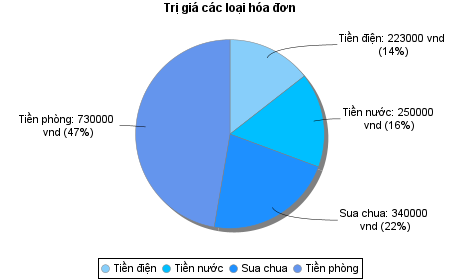 Trị giá các loại hóa đơn
Tiền điện: 223000 vnd
(14%)
Tiền nước: 250000
vnd (16%)
Tiền phòng: 730000
vnd (47%)
Sua chua: 340000
vnd (22%)
Tiền điện Tiền nước Sua chua Tiền phòng